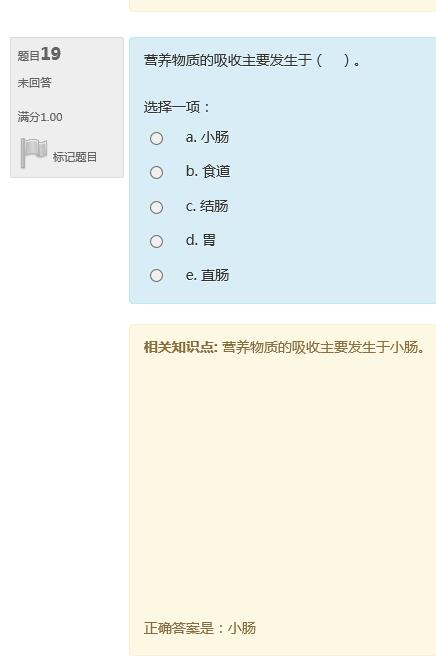 题目19
未回答
满分1.00
标记题目
营养物质的吸收主要发生于（    ）。
选择一项：
a. 小肠
b. 食道
c. 结肠
d. 胃
e. 直肠
相关知识点: 营养物质的吸收主要发生于小肠。
正确答案是：小肠